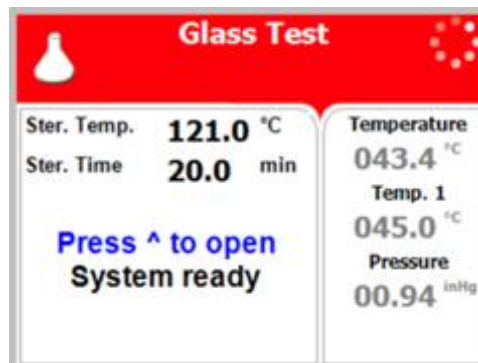 Glass Test
Ster. Temp. 121.0 °C
Ster. Time 20.0 min
Press ^ to open
System ready
Temperature
043.4 °C
Temp. 1
045.0 °C
Pressure
00.94 inHg